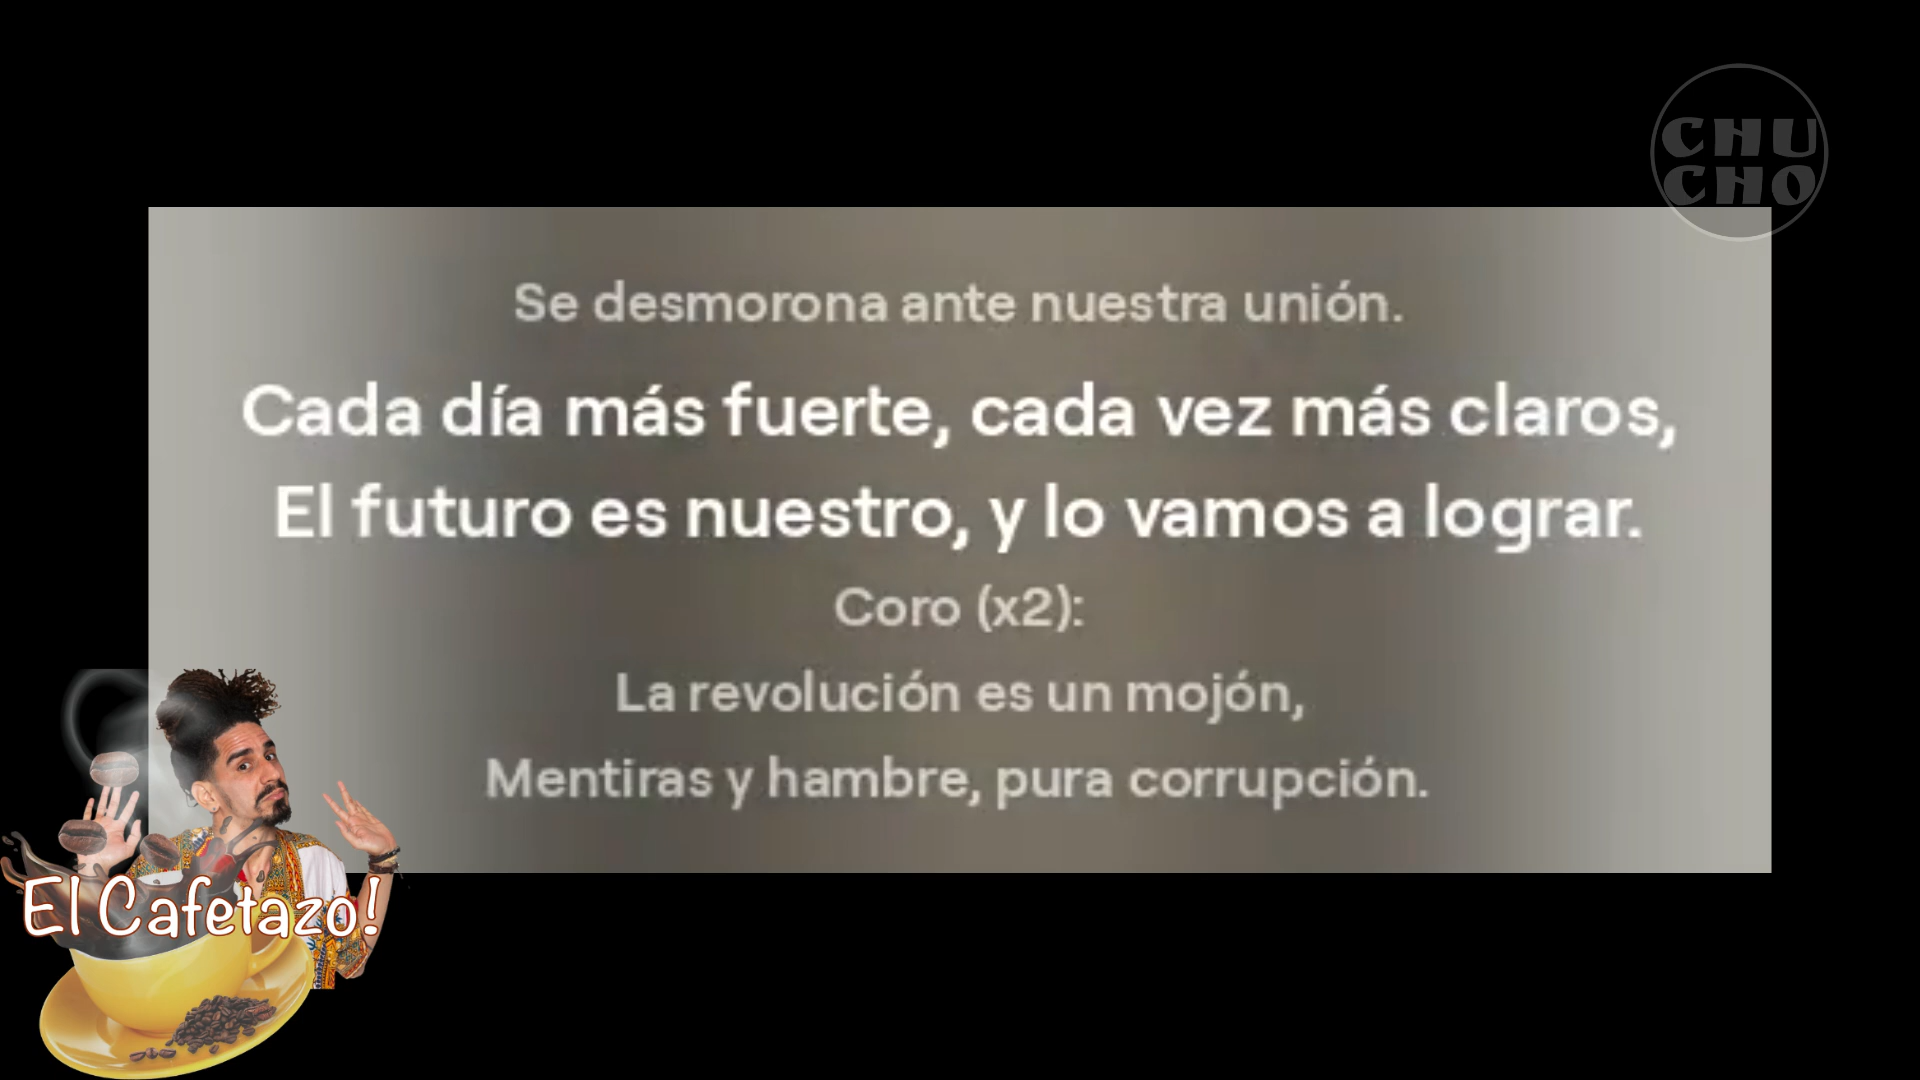 CHU
CHO
Se desmorona ante nuestra unión.
Cada día más fuerte, cada vez más claros,
El futuro es nuestro, y lo vamos a lograr.
Coro (x2):
La revolución es un mojón,
Mentiras y hambre, pura corrupción.
El Cafetazo!